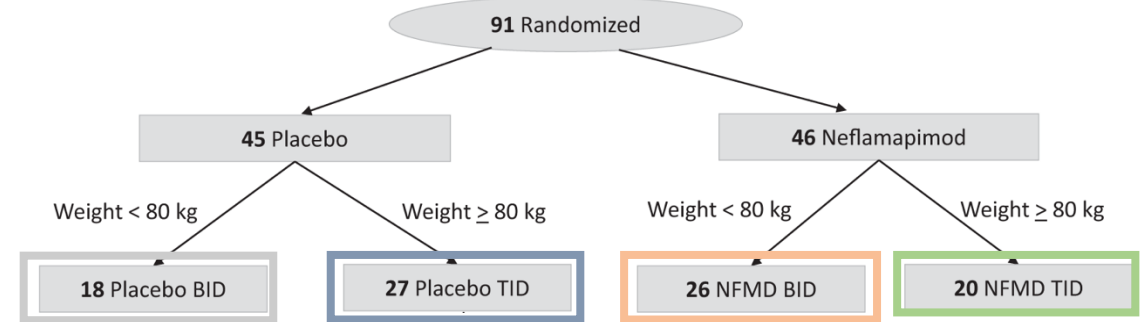 91 Randomized
45 Placebo
46 Neflamapimod
Weight < 80 kg
Weight ≥ 80 kg
Weight < 80 kg
Weight ≥ 80 kg
18 Placebo BID
27 Placebo TID
26 NFMD BID
20 NFMD TID